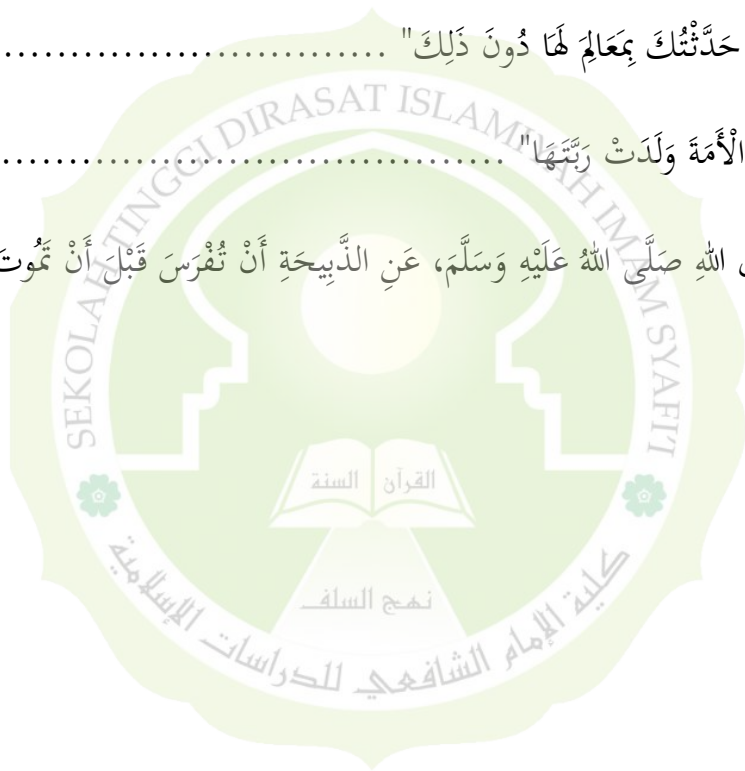 حَدَّثْتُكَ بِمَعَالِمَ لَهَا دُونَ ذَلِكَ" ..............................
الْأَمَةَ وَلَدَتْ رَبَّتَهَا" ......................................
اللهِ صَلَّى اللهُ عَلَيْهِ وَسَلَّمَ، عَنِ الذَّبِيحَةِ أَنْ تُفْرَسَ قَبْلَ أَنْ تَمُوتَ
SEKOLAH TINGGI DIRASAT ISLAMIYAH IMAM SYAFI'I
القرآن السنة
نهج السلف
كلية الإمام الشافعي للدراسات الإسلامية